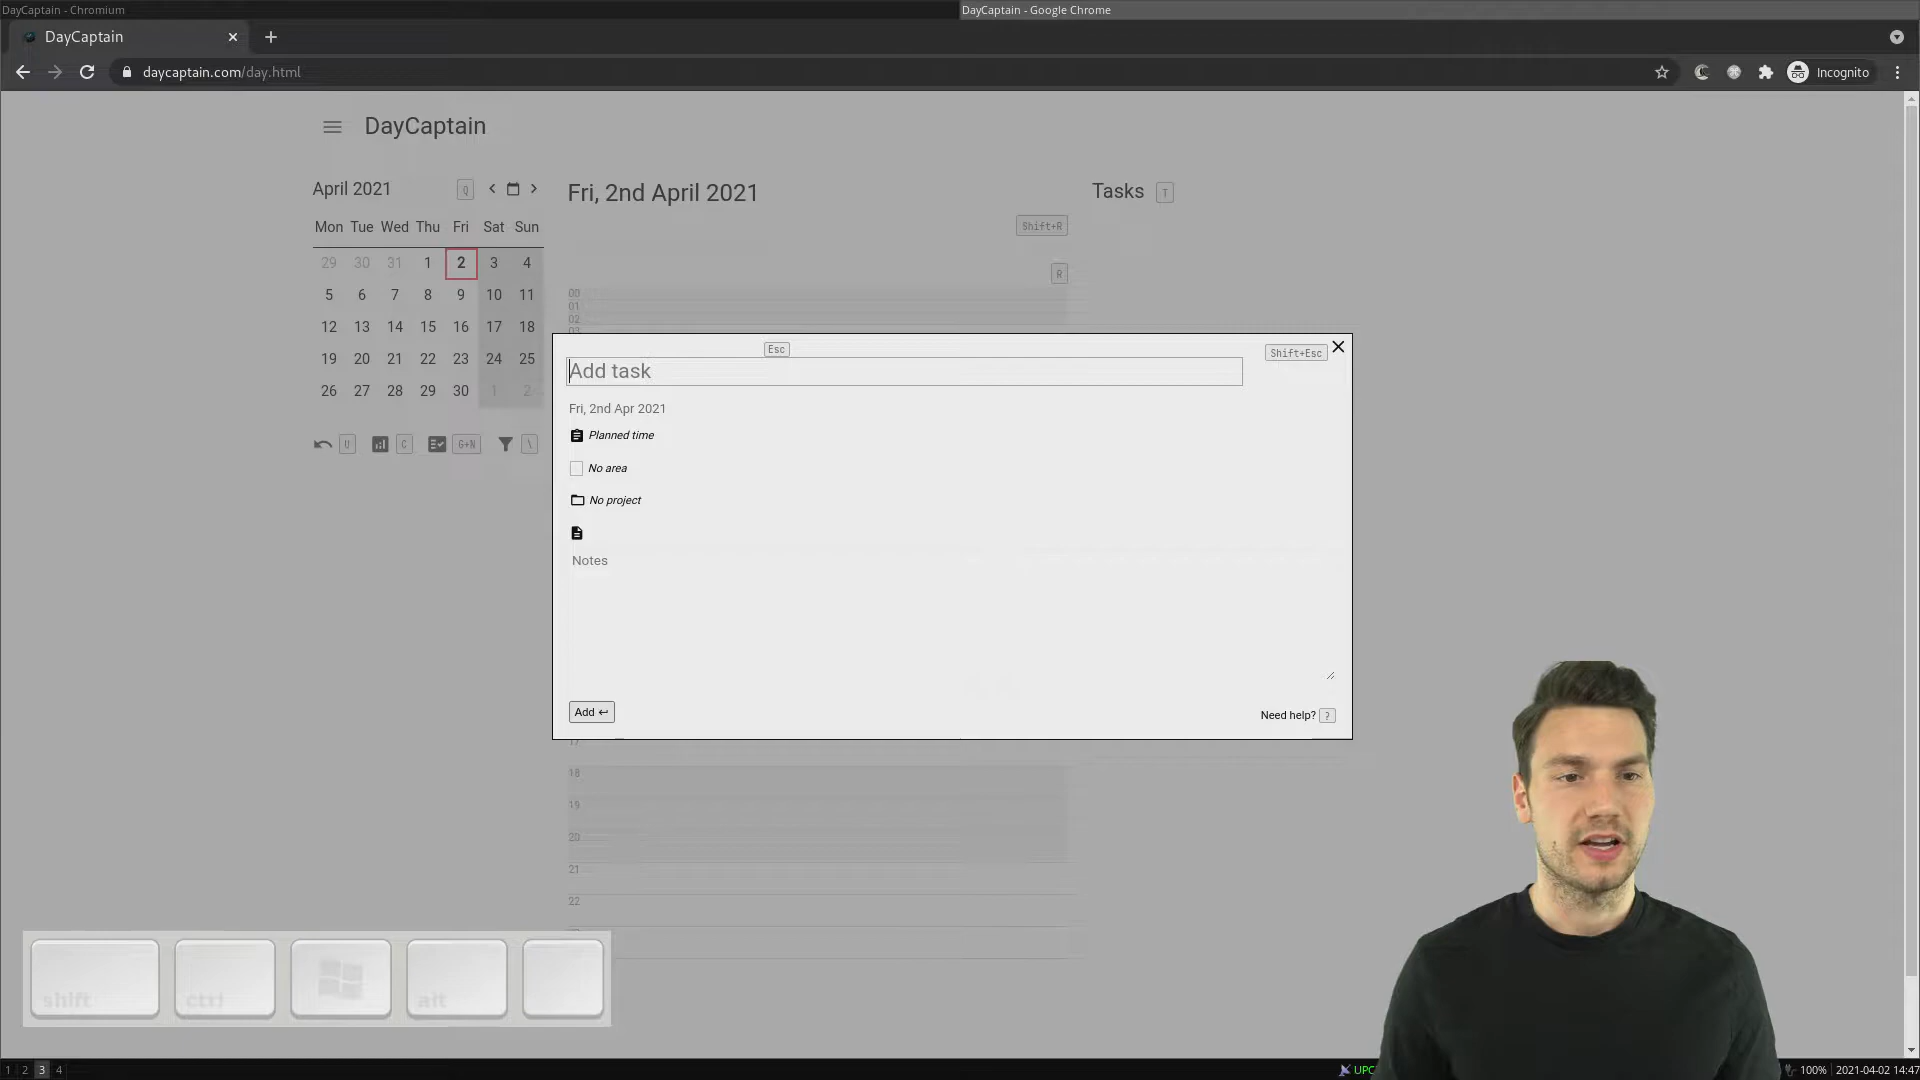 DayCaptain - Chromium
DayCaptain - Google Chrome
DayCaptain
daycaptain.com/day.html
Incognito
DayCaptain
April 2021
Q
Fri, 2nd April 2021
Tasks T
Mon Tue Wed Thu Fri Sat Sun
Shift+R
29 30 31 1 2 3 4
R
5 6 7 8 9 10 11
00
01
02
03
12 13 14 15 16 17 18
19 20 21 22 23 24 25
26 27 28 29 30 1 2
U C G+N \
Esc
Shift+Esc
Add task
Fri, 2nd Apr 2021
Planned time
No area
No project
Notes
Add ↩
Need help? ?
17
18
19
20
21
22
shift ctrl alt
1 2 3 4
100% 2021-04-02 14:47